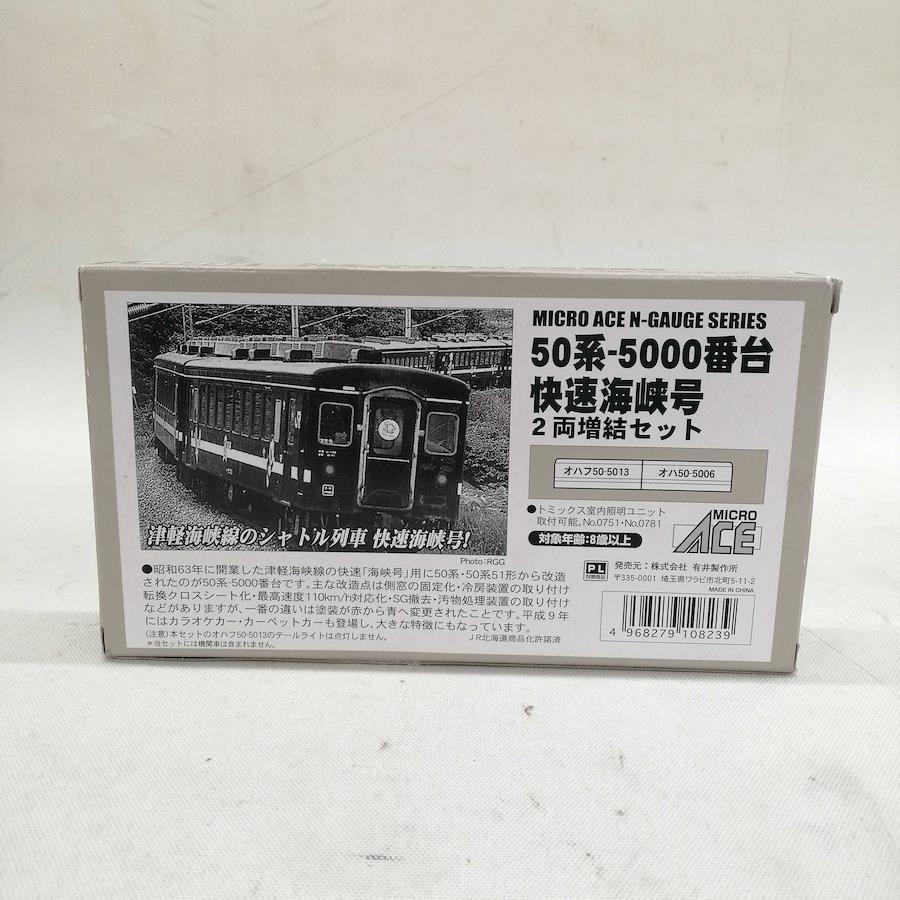 MICRO ACE N-GAUGE SERIES
50系-5000番台
快速海峡号
2両増結セット
オハフ50-5013 オハ50-5006
●トミックス室内照明ユニット
取付可能。No.0751・No.0781
対象年齢:8歳以上
MICRO
ACE
津軽海峡線のシャトル列車 快速海峡号!
Photo:RGG
PL
対策商品
発売元:株式会社 有井製作所
〒335-0001 埼玉県ワラビ市北町5-11-2
MADE IN CHINA
●昭和63年に開業した津軽海峡線の快速「海峡号」用に50系・50系51形から改造
されたのが50系-5000番台です。主な改造点は側窓の固定化・冷房装置の取り付け
転換クロスシート化・最高速度110km/h対応化・SG撤去・汚物処理装置の取り付け
などがありますが、一番の違いは塗装が赤から青へ変更されたことです。平成9年
にはカラオケカー・カーペットカーも登場し、大きな特徴にもなっています。
(注意)本セットのオハフ50-5013のテールライトは点灯しません。
＊当セットには機関車は含まれません。
JR北海道商品化許諾済
4 968279 108239